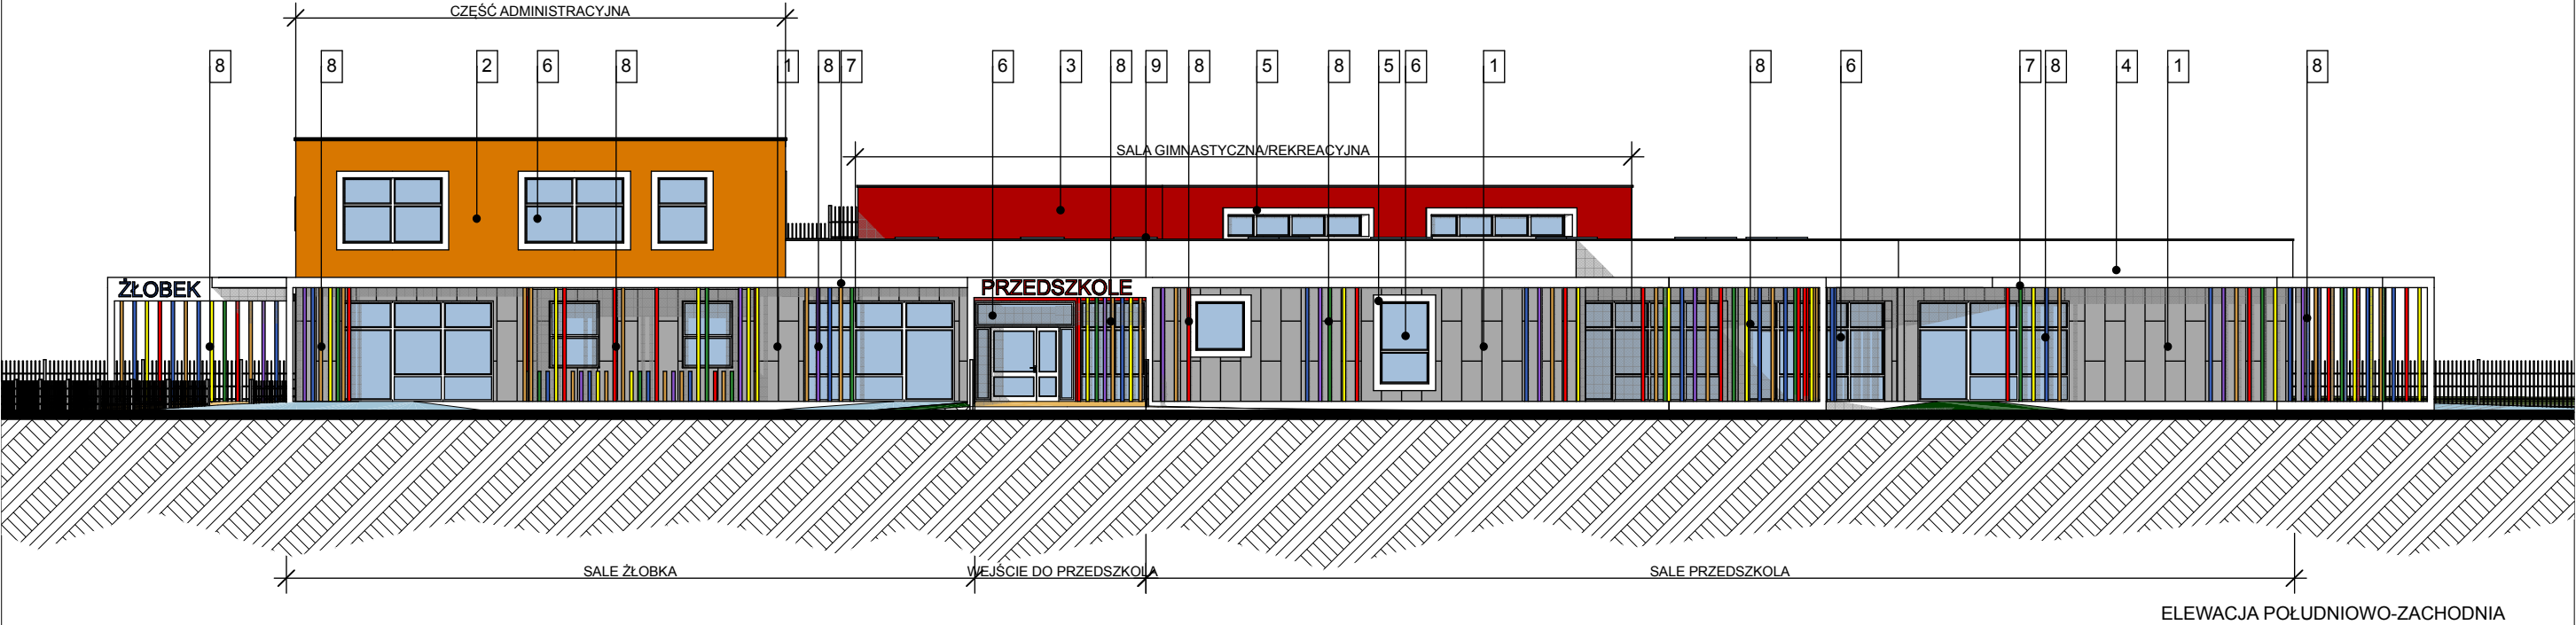 CZĘŚĆ ADMINISTRACYJNA
8 8 2 6 8 1 8 7 6 3 8 9 8 5 8 5 6 1 8 6 7 8 4 1 8
SALA GIMNASTYCZNA/REKREACYJNA
ŻŁOBEK PRZEDSZKOLE
SALE ŻŁOBKA WEJŚCIE DO PRZEDSZKOLA SALE PRZEDSZKOLA
ELEWACJA POŁUDNIOWO-ZACHODNIA